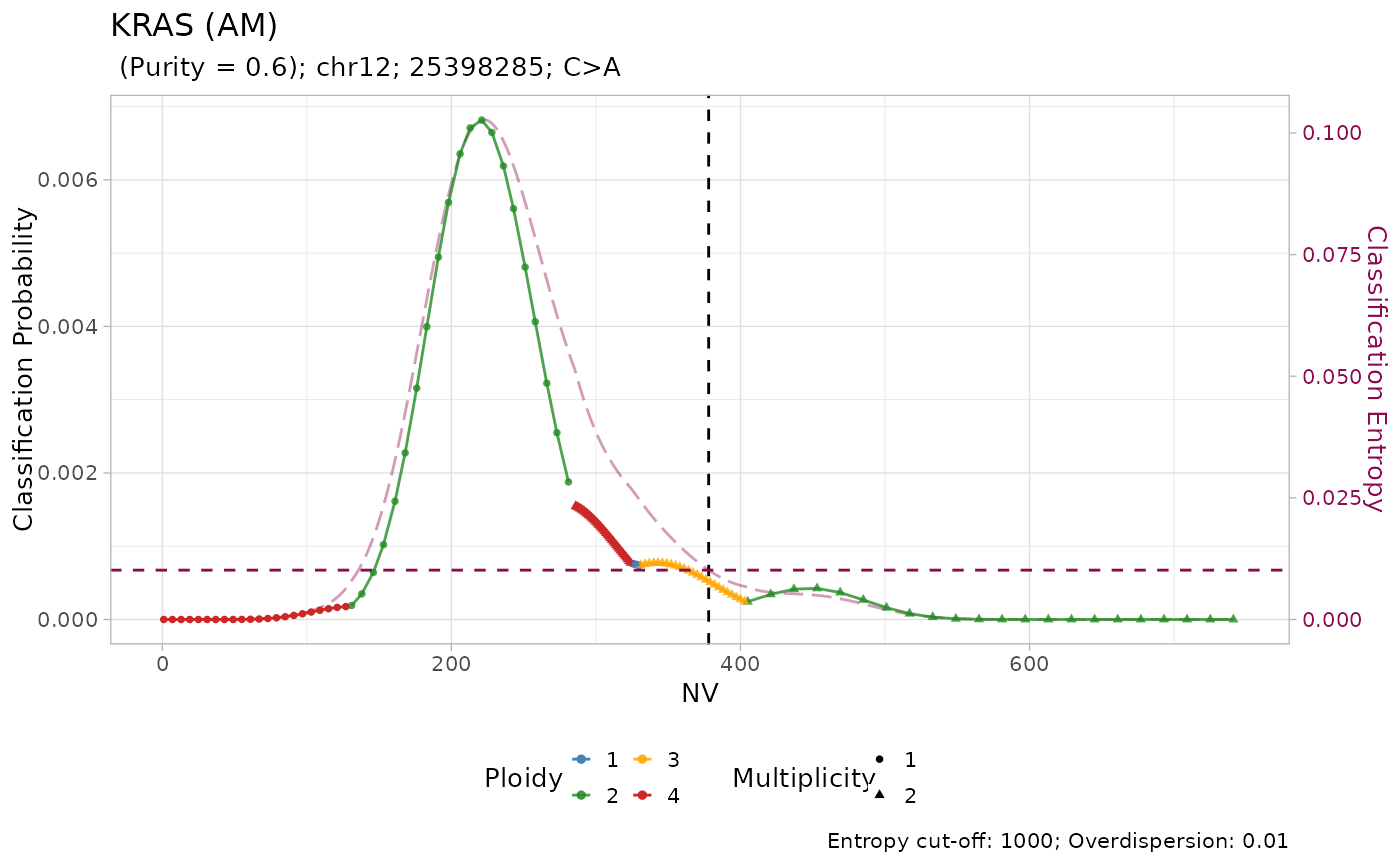 KRAS (AM)
(Purity = 0.6); chr12; 25398285; C>A
Classification Probability
0.006
0.004
0.002
0.000
0.100
0.075
0.050
0.025
0.000
Classification Entropy
0 200 400 600
NV
Ploidy 1 3 Multiplicity 1
2 4 2
Entropy cut-off: 1000; Overdispersion: 0.01